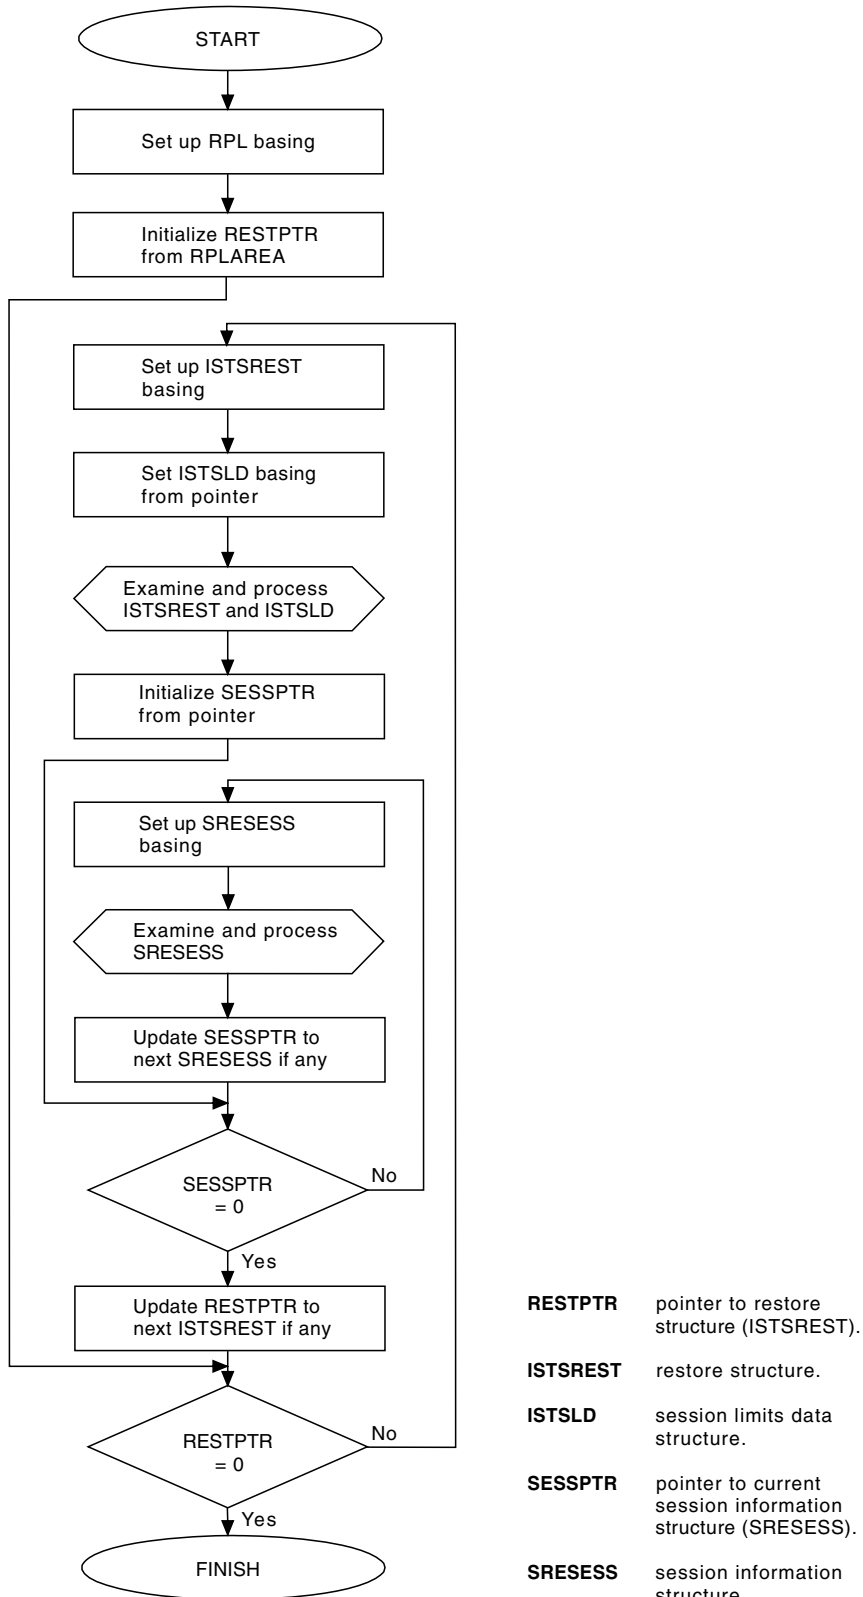 START
Set up RPL basing
Initialize RESTPTR
from RPLAREA
Set up ISTSREST
basing
Set ISTSLD basing
from pointer
Examine and process
ISTSREST and ISTSLD
Initialize SESSPTR
from pointer
Set up SRESESS
basing
Examine and process
SRESESS
Update SESSPTR to
next SRESESS if any
SESSPTR
= 0
No
Yes
Update RESTPTR to
next ISTSREST if any
RESTPTR
= 0
No
Yes
FINISH
RESTPTR pointer to restore
structure (ISTSREST).
ISTSREST restore structure.
ISTSLD session limits data
structure.
SESSPTR pointer to current
session information
structure (SRESESS).
SRESESS session information
structure